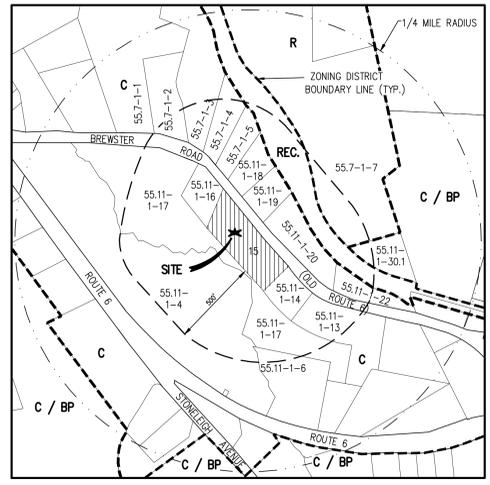 R
1/4 MILE RADIUS
ZONING DISTRICT
BOUNDARY LINE (TYP.)
C
55.7-1-1
55.7-1-2
55.7-1-3
55.7-1-4
55.7-1-5
BREWSTER
ROAD
REC.
55.11-
1-18
55.7-1-7
55.11-
1-17
55.11-
1-16
55.11-
1-19
C / BP
15
55.11-1-20
55.11-
1-30.1
SITE
(OLD
ROUTE 6)
55.11-1-22
ROUTE 6
55.11-
1-4
500'
55.11-
1-14
55.11-
1-13
55.11-
1-17
C
C
55.11-1-6
C / BP
STONELEIGH
AVENUE
ROUTE 6
C / BP
C / BP